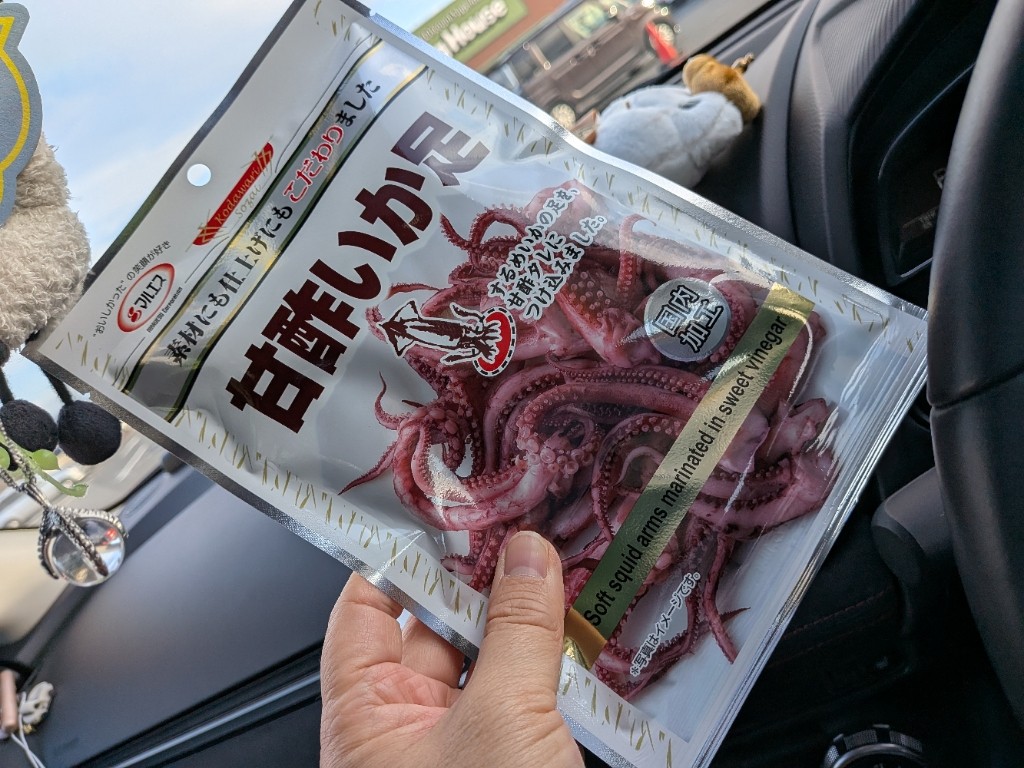 House
Kodawari
Sozai
素材にも仕上げにもこだわりました
"おいしかった"の笑顔が好き
マルエス
甘酢いか足
するめいかの足を、
甘酢タレに
つけ込みました。
国内
加工
Soft squid arms marinated in sweet vinegar
※写真はイメージです。